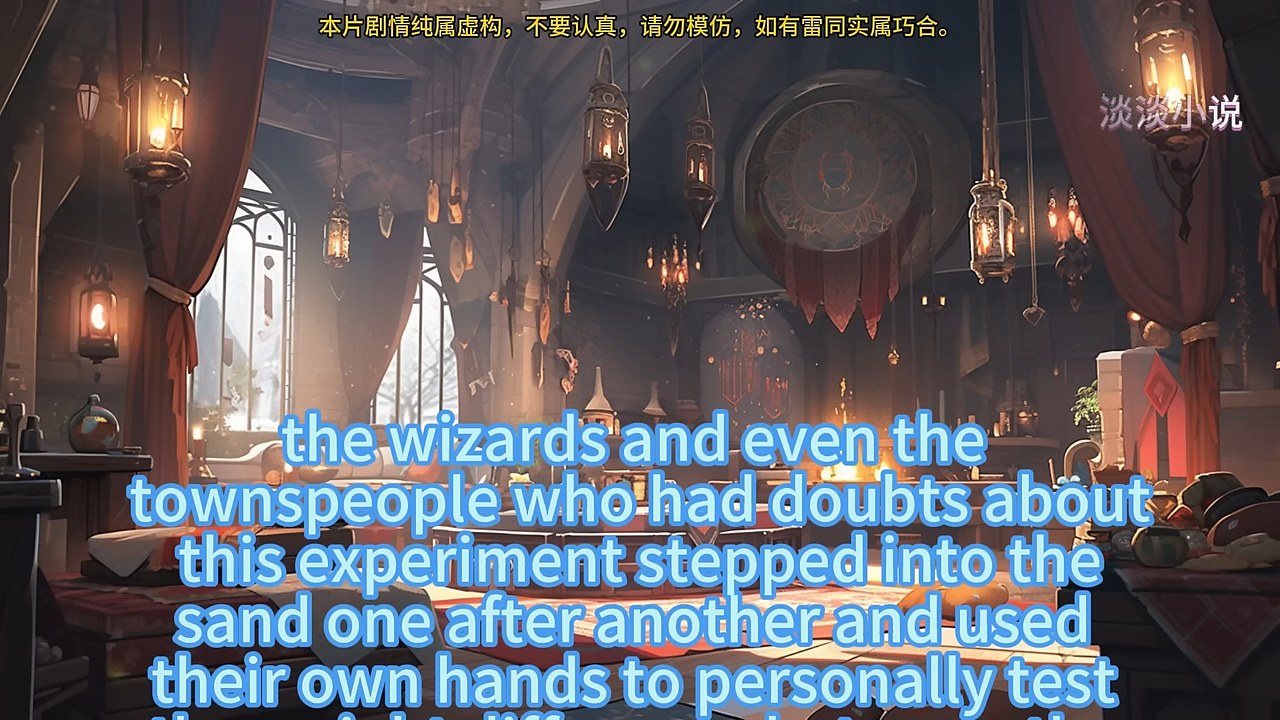 本片剧情纯属虚构，不要认真，请勿模仿，如有雷同实属巧合。
淡淡小说
the wizards and even the
townspeople who had doubts about
this experiment stepped into the
sand one after another and used
their own hands to personally test